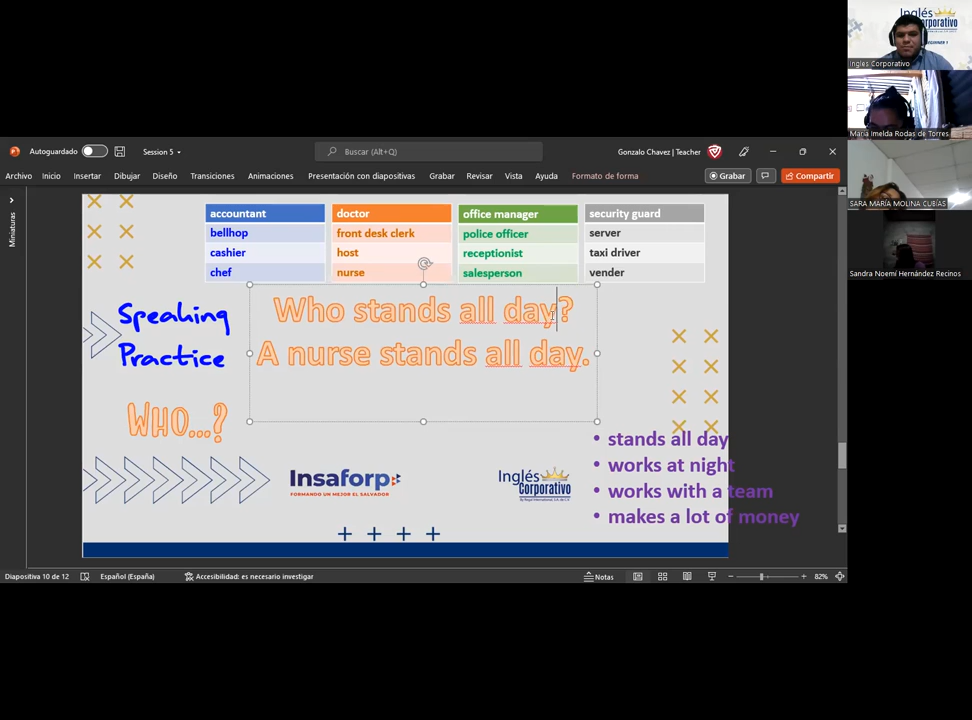 Inglés
Corporativo
BEGINNER 1
Ingles Corporativo
María Imelda Rodas de Torres
SARA MARÍA MOLINA CUBÍAS
Sandra Noemí Hernández Recinos
Autoguardado
Session 5
Buscar (Alt+Q)
Gonzalo Chavez | Teacher
Archivo Inicio Insertar Dibujar Diseño Transiciones Animaciones Presentación con diapositivas Grabar Revisar Vista Ayuda Formato de forma
Grabar
Compartir
Miniaturas
accountant doctor office manager security guard
bellhop front desk clerk police officer server
cashier host receptionist taxi driver
chef nurse salesperson vender
Who stands all day?
A nurse stands all day.
Speaking
Practice
WHO...?
• stands all day
• works at night
• works with a team
• makes a lot of money
Insaforp
FORMANDO UN MEJOR EL SALVADOR
Inglés
Corporativo
Diapositiva 10 de 12 Español (España) Accesibilidad: es necesario investigar Notas 82%